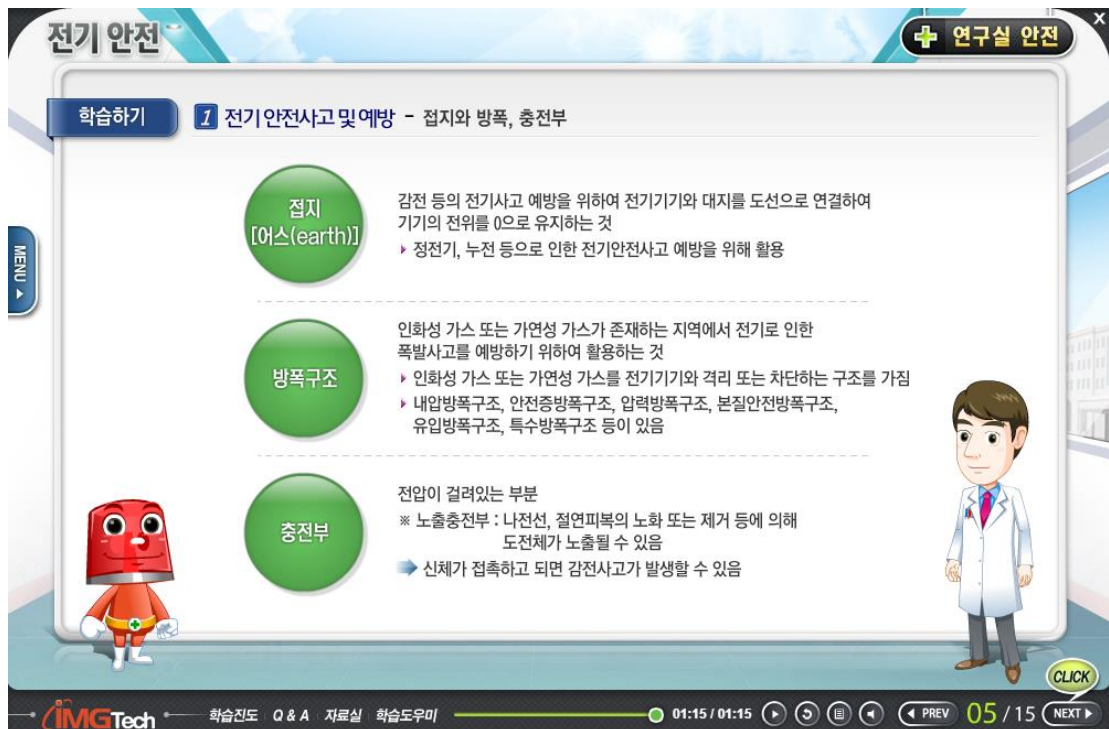 전기 안전
연구실 안전
X
학습하기
1 전기 안전사고 및 예방 - 접지와 방폭, 충전부
접지
[어스(earth)]
감전 등의 전기사고 예방을 위하여 전기기기와 대지를 도선으로 연결하여
기기의 전위를 0으로 유지하는 것
정전기, 누전 등으로 인한 전기안전사고 예방을 위해 활용
MENU
방폭구조
인화성 가스 또는 가연성 가스가 존재하는 지역에서 전기로 인한
폭발사고를 예방하기 위하여 활용하는 것
인화성 가스 또는 가연성 가스를 전기기기와 격리 또는 차단하는 구조를 가짐
내압방폭구조, 안전증방폭구조, 압력방폭구조, 본질안전방폭구조,
유입방폭구조, 특수방폭구조 등이 있음
충전부
전압이 걸려있는 부분
※ 노출충전부 : 나전선, 절연피복의 노화 또는 제거 등에 의해
도전체가 노출될 수 있음
신체가 접촉하고 되면 감전사고가 발생할 수 있음
CLICK
iMGTech 학습진도 Q & A 자료실 학습도우미 01:15 / 01:15 PREV 05 / 15 NEXT